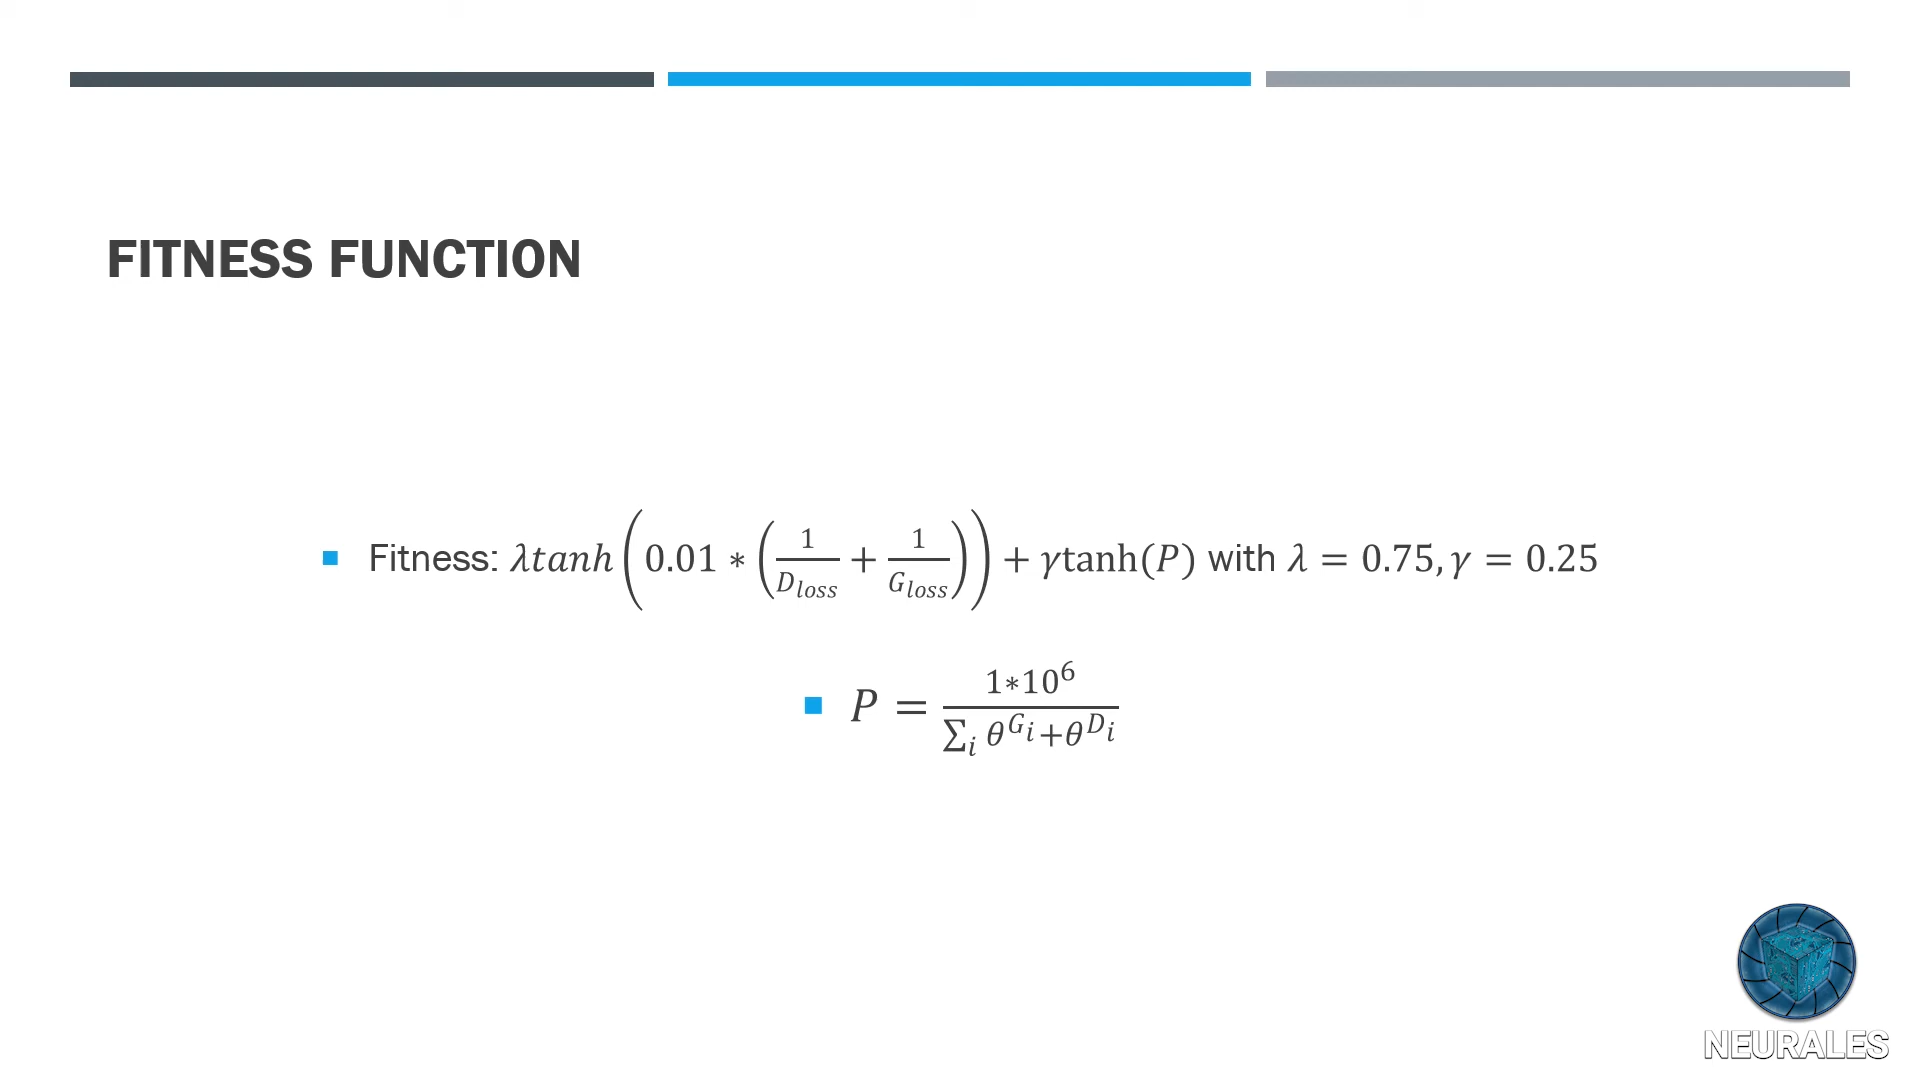 FITNESS FUNCTION
Fitness: λtanh(0.01 * (1/D_loss + 1/G_loss)) + γtanh(P) with λ = 0.75, γ = 0.25
P = 1*10^6 / ∑_i θ^{G_i}+θ^{D_i}
NEURALES